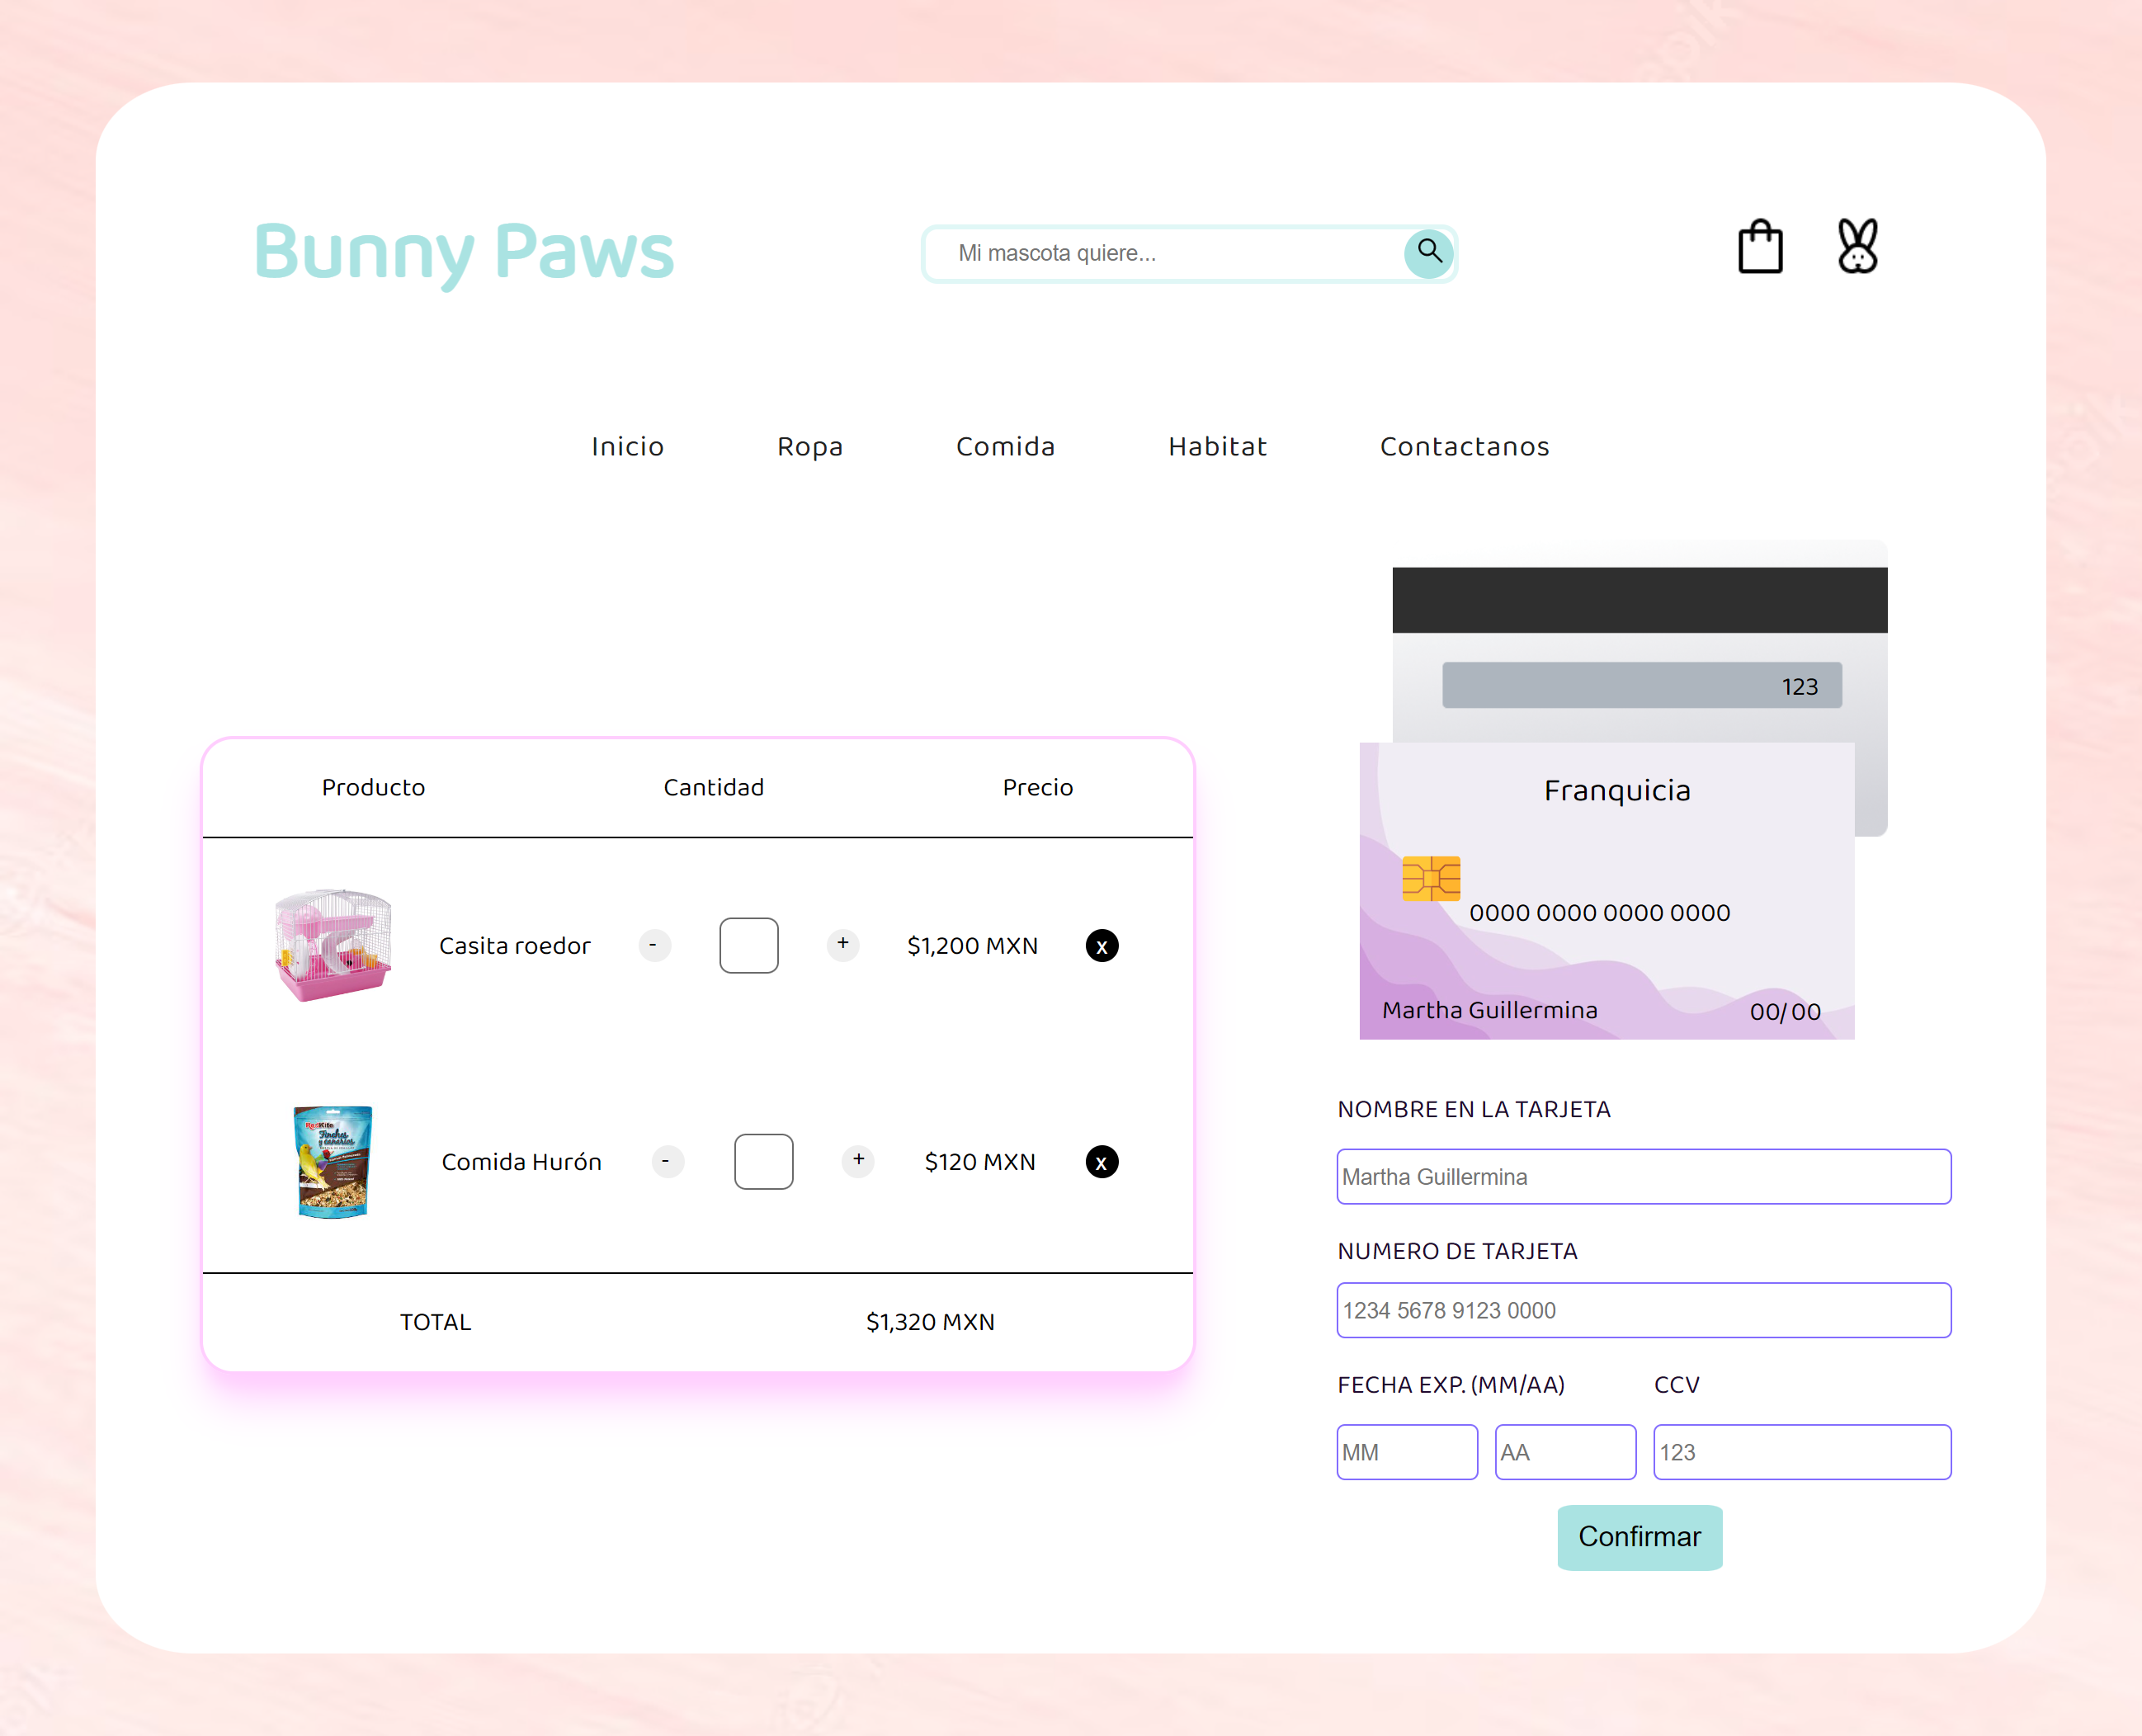 Bunny Paws
Mi mascota quiere...
Inicio Ropa Comida Habitat Contactanos
123
Franquicia
0000 0000 0000 0000
Martha Guillermina 00/00
Producto Cantidad Precio
Casita roedor - + $1,200 MXN x
RedKite
Finches
y canarios
Comida Hurón - + $120 MXN x
TOTAL $1,320 MXN
NOMBRE EN LA TARJETA
Martha Guillermina
NUMERO DE TARJETA
1234 5678 9123 0000
FECHA EXP. (MM/AA) CCV
MM AA 123
Confirmar